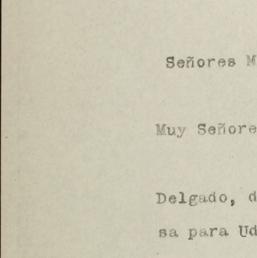 Señores M
Muy Señore
Delgado, d
sa para Ud